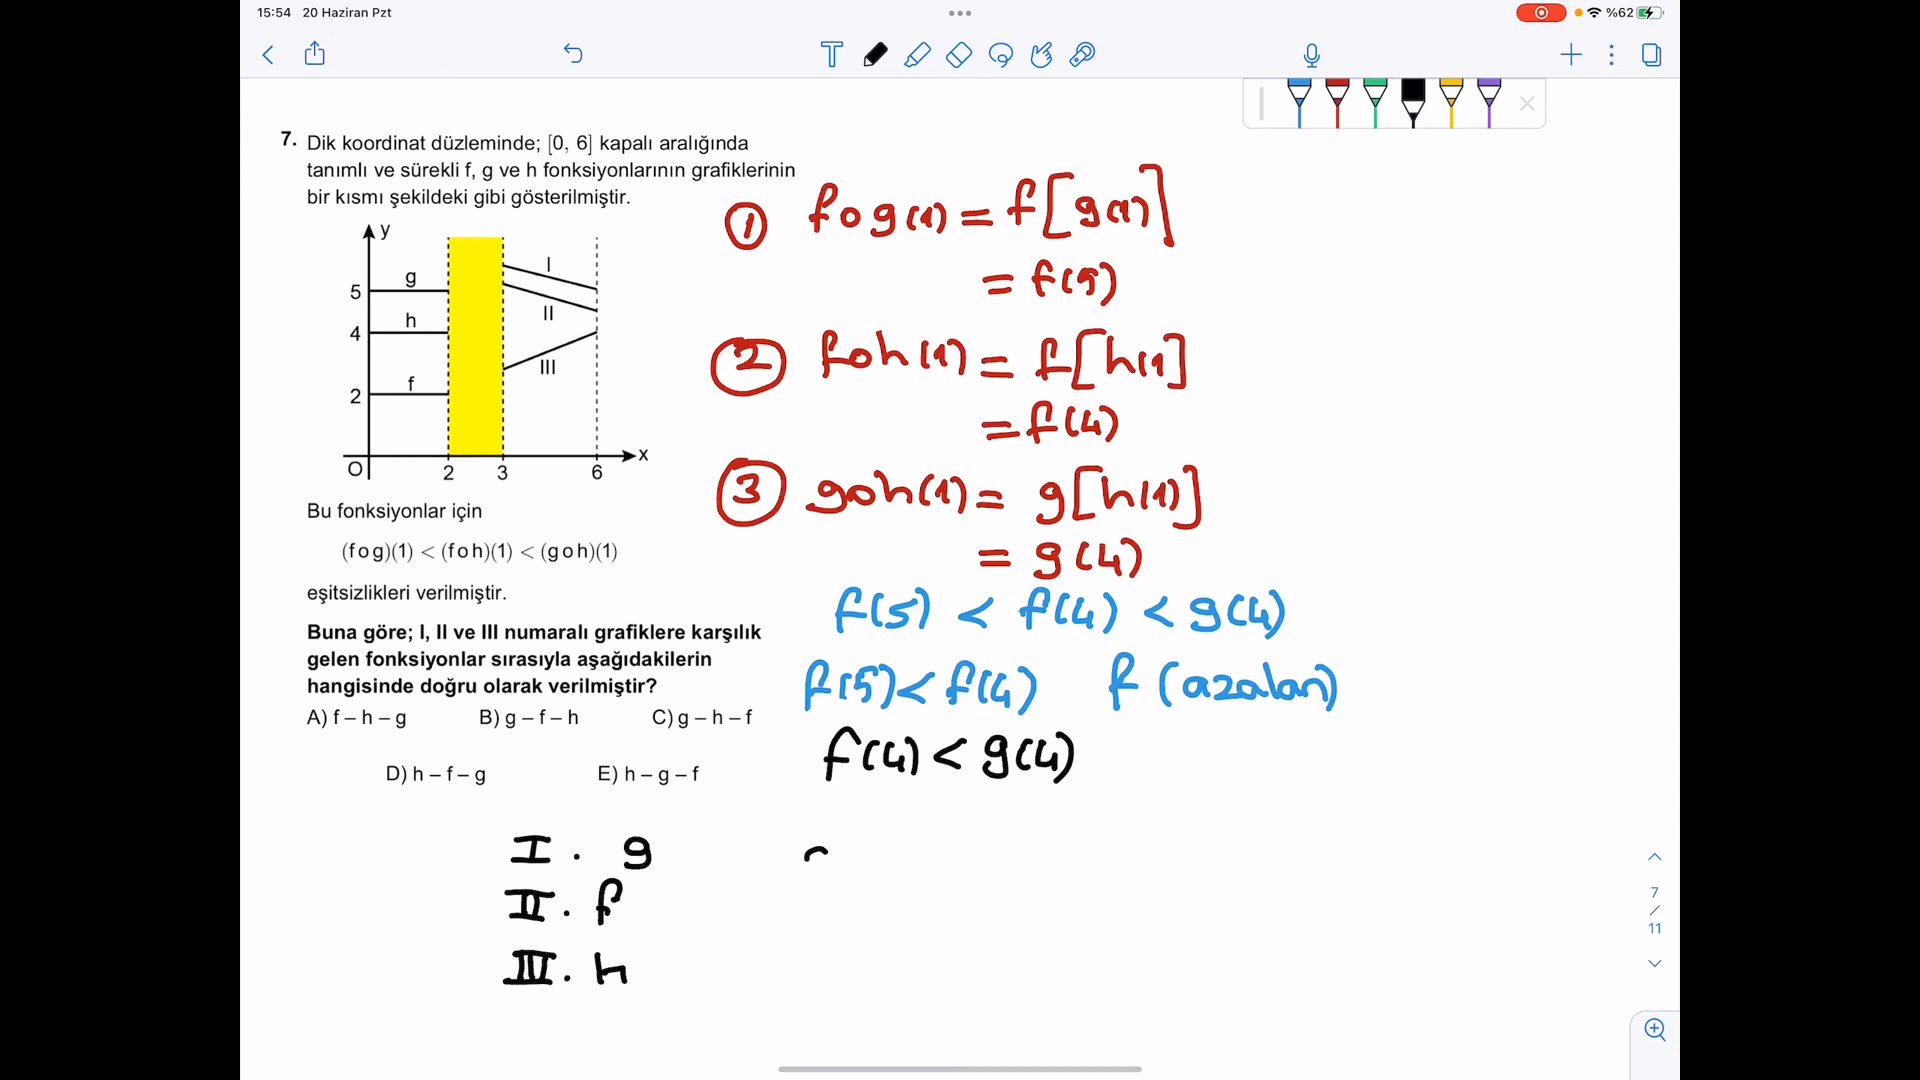 15:54 20 Haziran Pzt
%62
7. Dik koordinat düzleminde; [0, 6] kapalı aralığında
tanımlı ve sürekli f, g ve h fonksiyonlarının grafiklerinin
bir kısmı şekildeki gibi gösterilmiştir.
y
g
5
h
4
f
2
I
II
III
O 2 3 6 x
Bu fonksiyonlar için
(f o g)(1) < (f o h)(1) < (g o h)(1)
eşitsizlikleri verilmiştir.
Buna göre; I, II ve III numaralı grafiklere karşılık
gelen fonksiyonlar sırasıyla aşağıdakilerin
hangisinde doğru olarak verilmiştir?
A) f – h – g B) g – f – h C) g – h – f
D) h – f – g E) h – g – f
I. g
II. f
III. h
① fog(1) = f[g(1)]
= f(5)
② foh(1) = f[h(1]
= f(4)
③ goh(1) = g[h(1)]
= g(4)
f(5) < f(4) < g(4)
f(5) < f(4) f (azalan)
f(4) < g(4)
7
/
11